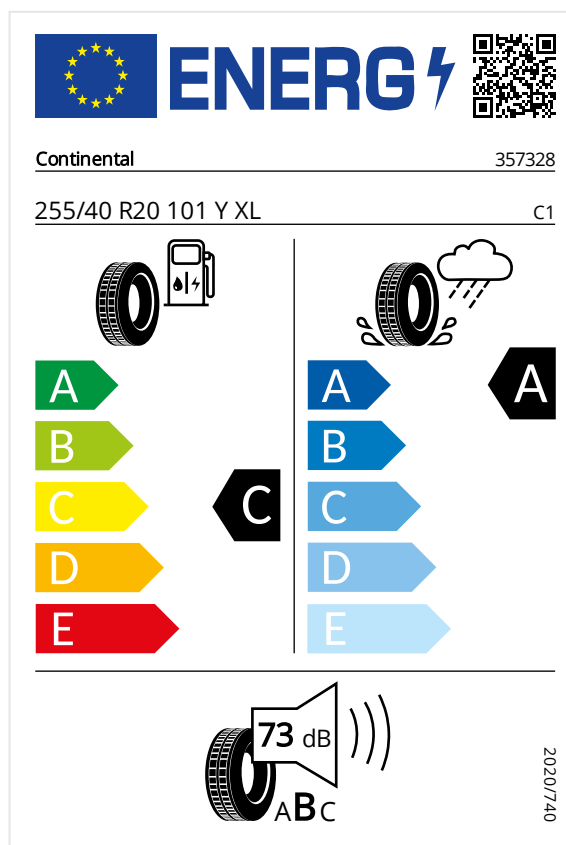 ENERG
Continental 357328
255/40 R20 101 Y XL C1
A A A
B B
C C C
D D
E E
73 dB
ABC
2020/740